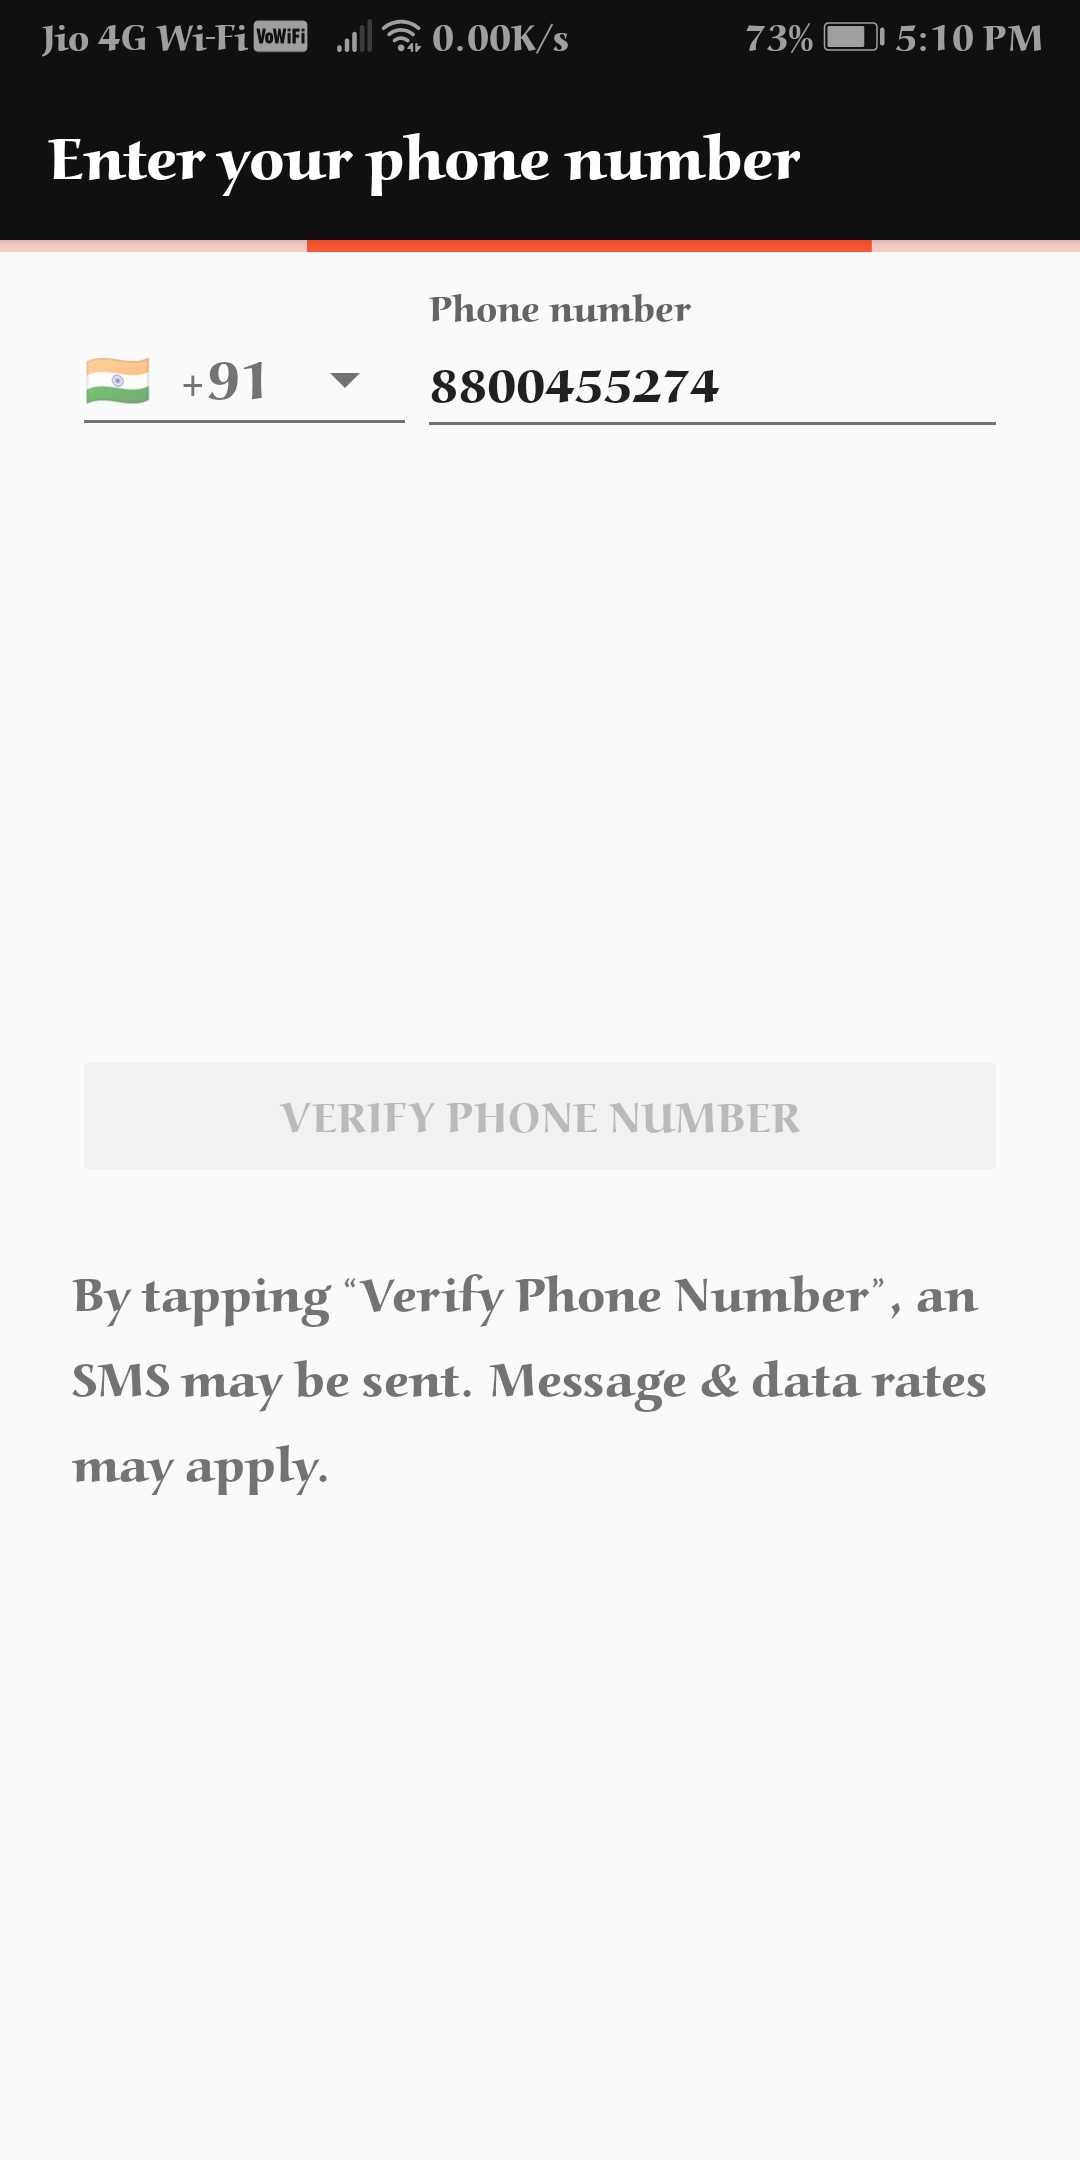 Jio 4G Wi-Fi VoWiFi 0.00K/s 73% 5:10 PM
Enter your phone number
Phone number
+91 8800455274
VERIFY PHONE NUMBER
By tapping “Verify Phone Number”, an
SMS may be sent. Message & data rates
may apply.